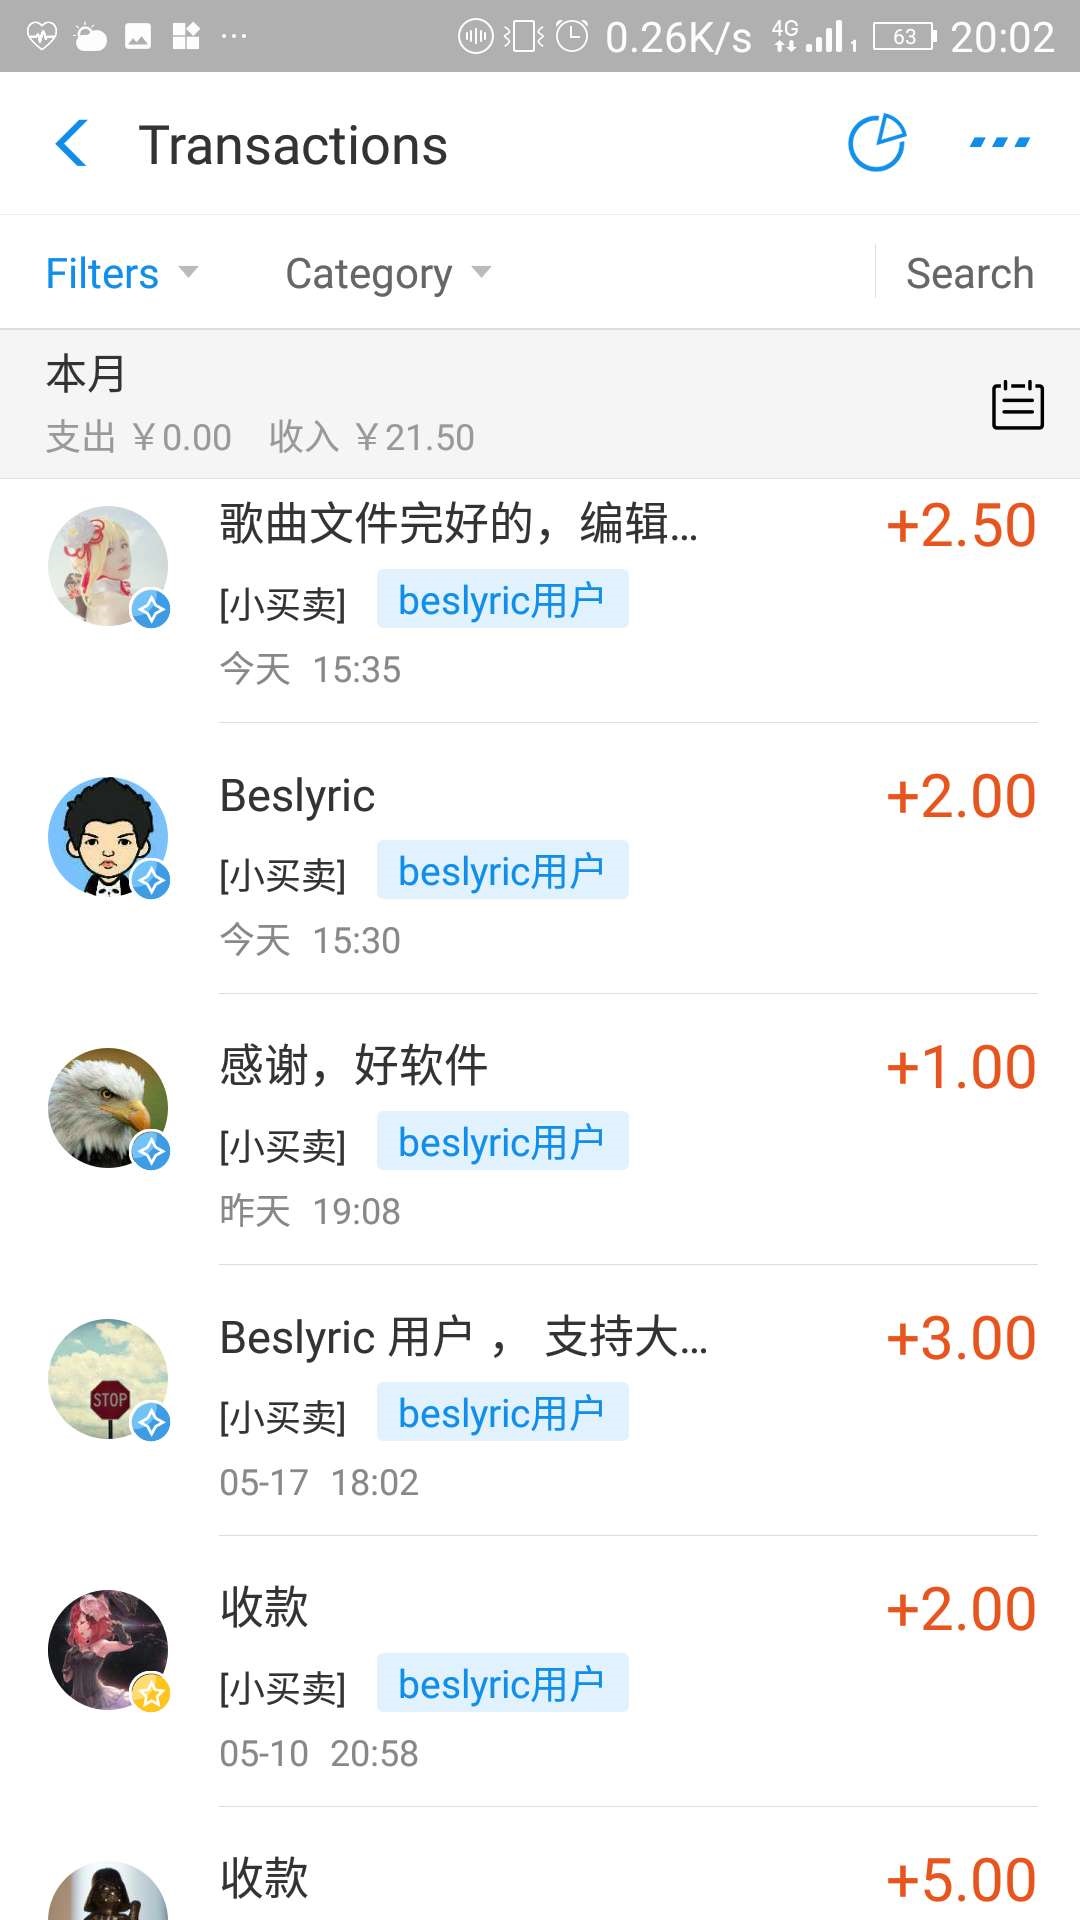 0.26K/s 4G 1 63 20:02
Transactions
Filters Category Search
本月
支出 ￥0.00 收入 ￥21.50
歌曲文件完好的，编辑... +2.50
[小买卖] beslyric用户
今天 15:35
Beslyric +2.00
[小买卖] beslyric用户
今天 15:30
感谢，好软件 +1.00
[小买卖] beslyric用户
昨天 19:08
Beslyric 用户 ， 支持大... +3.00
STOP
[小买卖] beslyric用户
05-17 18:02
收款 +2.00
[小买卖] beslyric用户
05-10 20:58
收款 +5.00